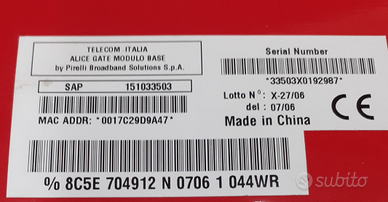 TELECOM ITALIA
ALICE GATE MODULO BASE
by Pirelli Broadband Solutions S.p.A.
SAP 151033503
MAC ADDR: *0017C29D9A47*
Serial Number
*33503X0192987*
Lotto N°: X-27/06
del : 07/06
Made in China
CE
% 8C5E 704912 N 0706 1 044WR
subito